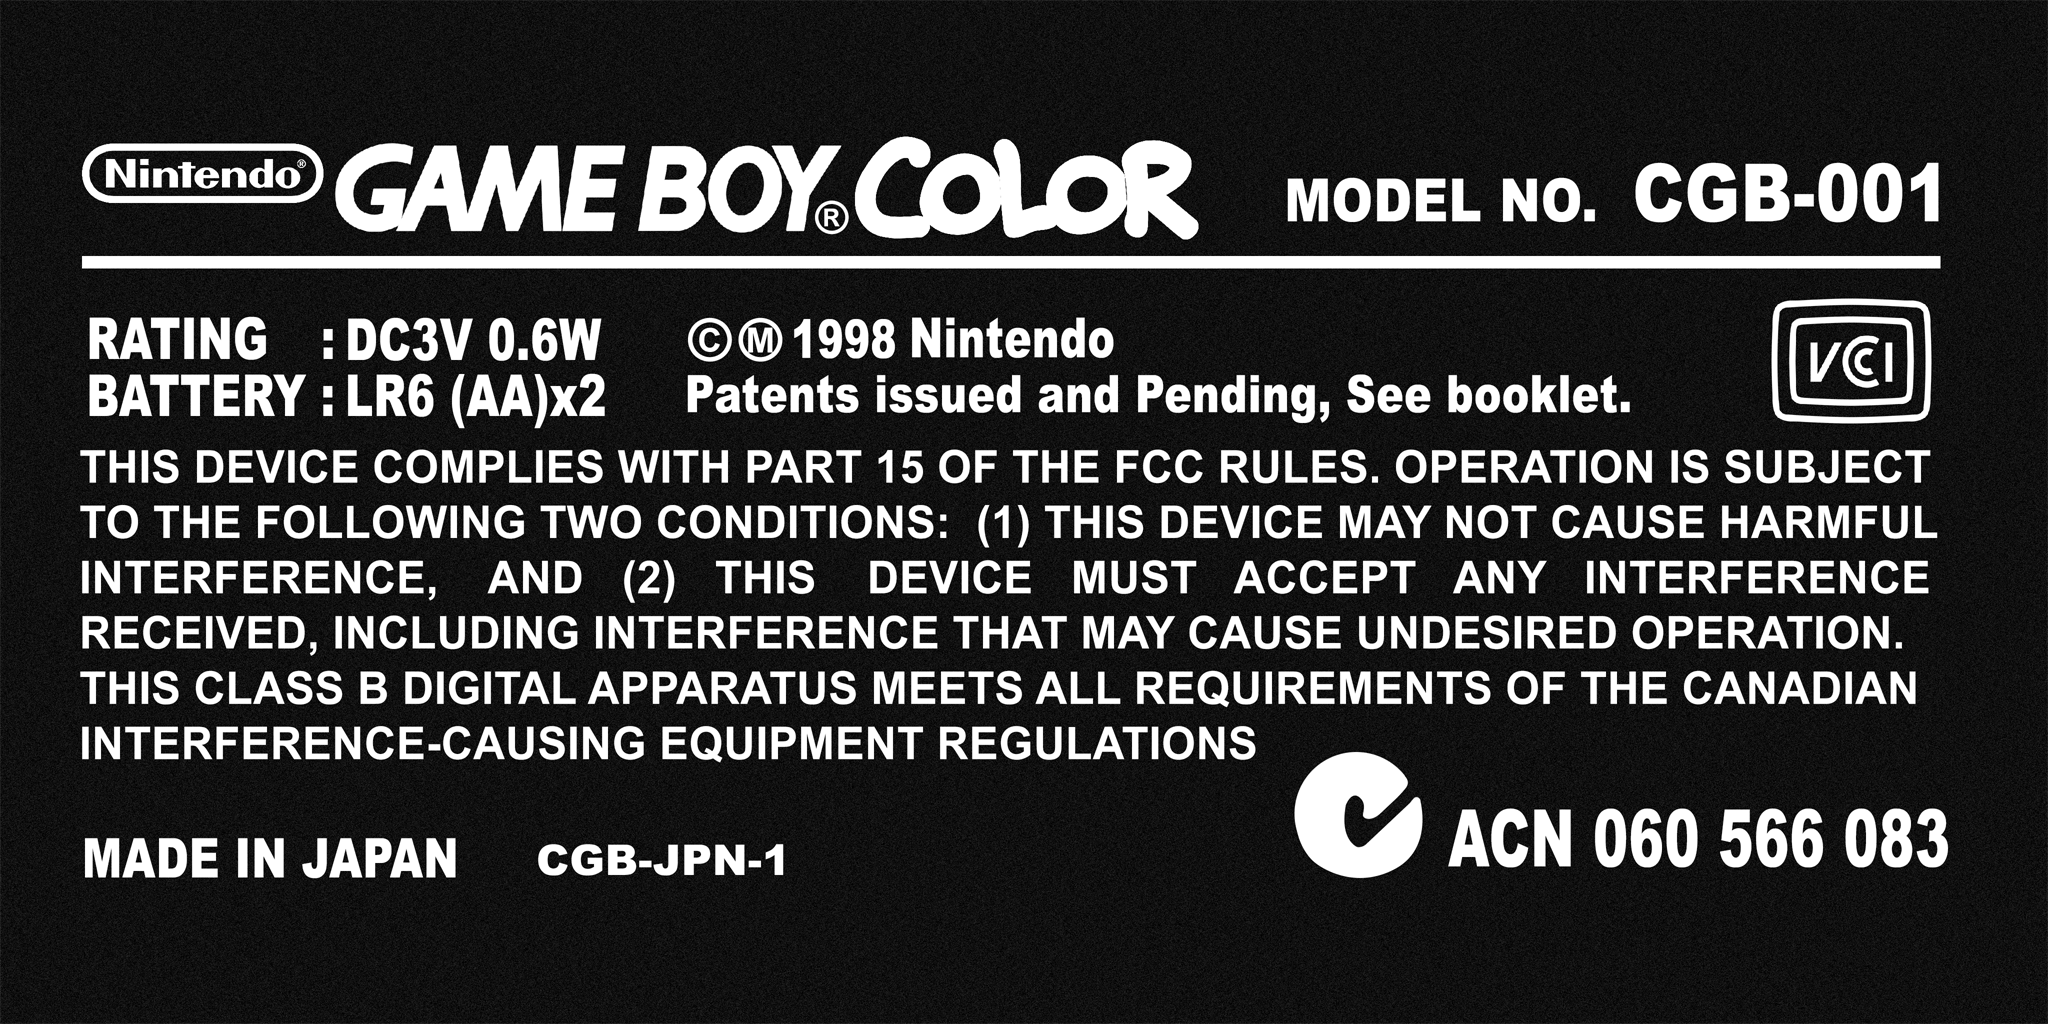 Nintendo® GAME BOY® COLOR MODEL NO. CGB-001
RATING : DC3V 0.6W
BATTERY : LR6 (AA)x2
©Ⓜ 1998 Nintendo
Patents issued and Pending, See booklet.
VCCI
THIS DEVICE COMPLIES WITH PART 15 OF THE FCC RULES. OPERATION IS SUBJECT
TO THE FOLLOWING TWO CONDITIONS: (1) THIS DEVICE MAY NOT CAUSE HARMFUL
INTERFERENCE, AND (2) THIS DEVICE MUST ACCEPT ANY INTERFERENCE
RECEIVED, INCLUDING INTERFERENCE THAT MAY CAUSE UNDESIRED OPERATION.
THIS CLASS B DIGITAL APPARATUS MEETS ALL REQUIREMENTS OF THE CANADIAN
INTERFERENCE-CAUSING EQUIPMENT REGULATIONS
MADE IN JAPAN CGB-JPN-1
ACN 060 566 083